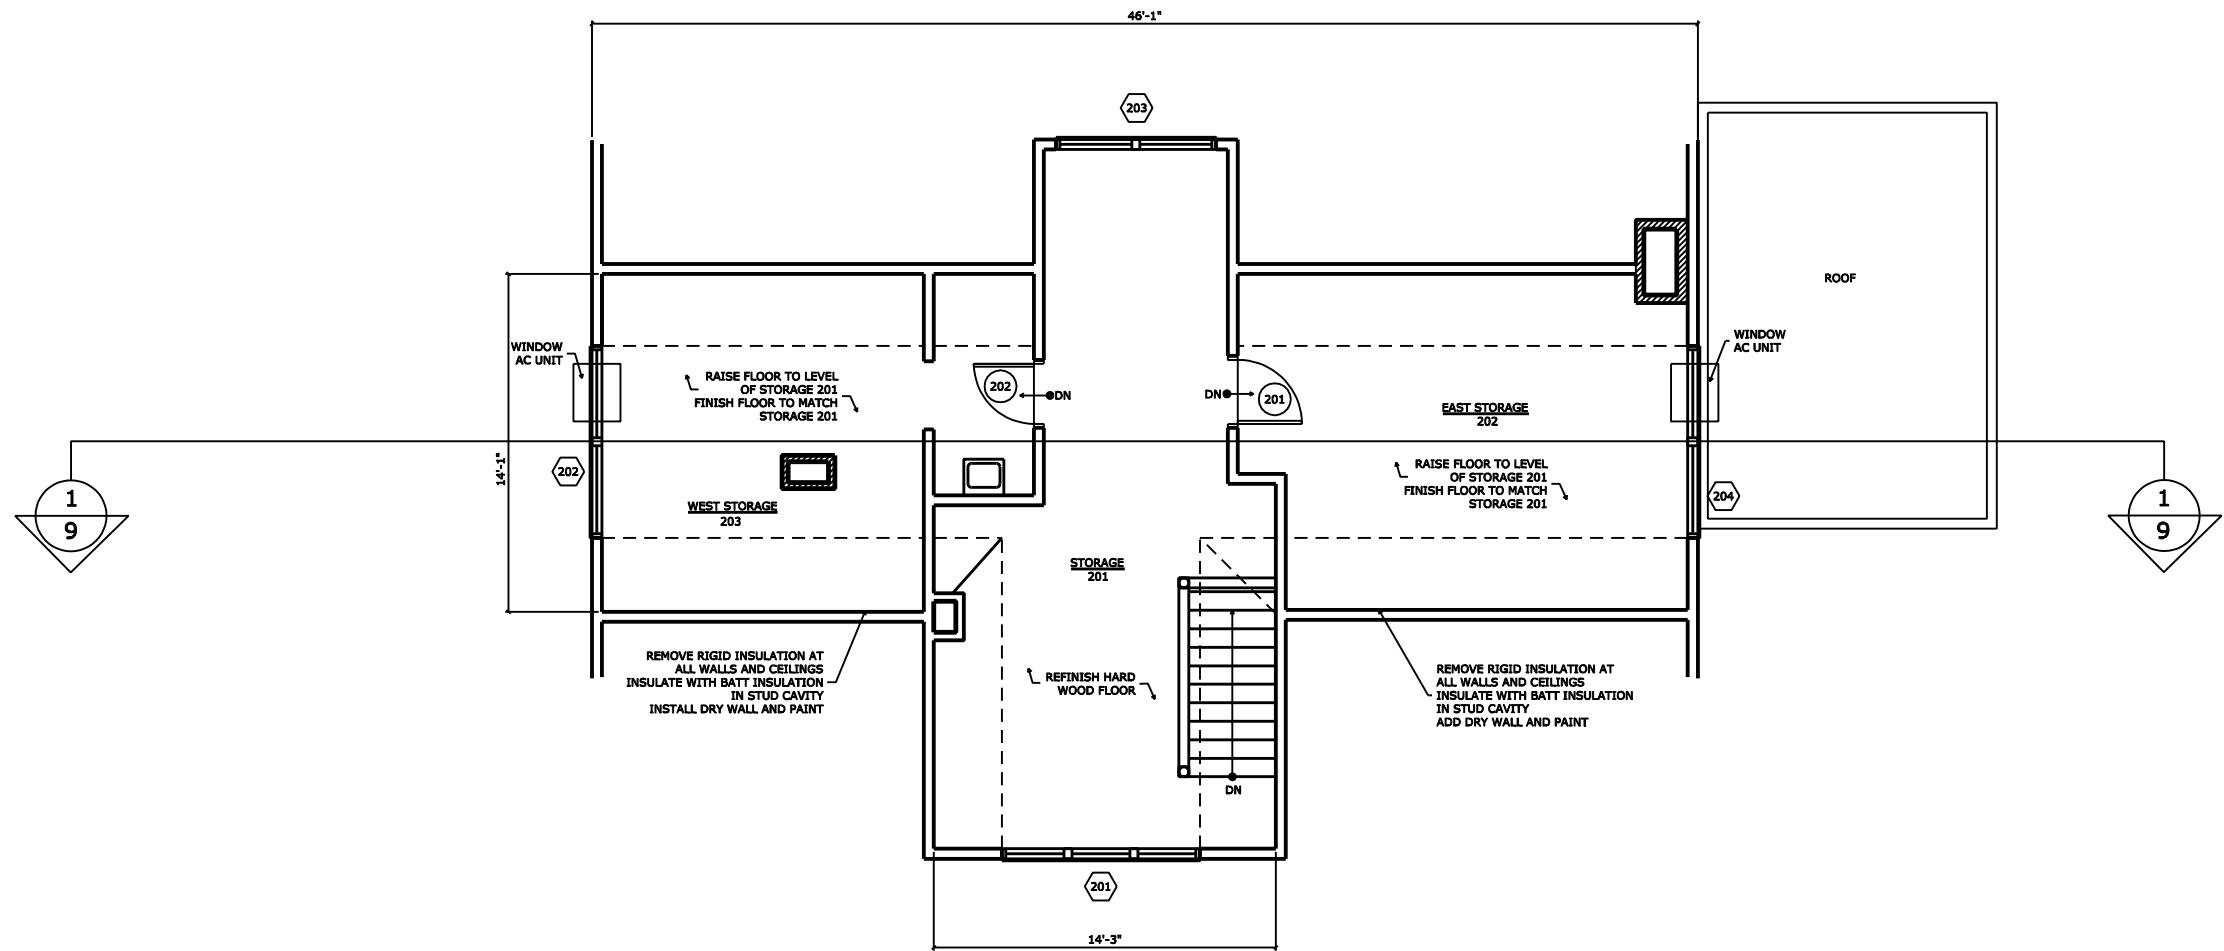 46'-1"
203
ROOF
WINDOW
AC UNIT
WINDOW
AC UNIT
RAISE FLOOR TO LEVEL
OF STORAGE 201
FINISH FLOOR TO MATCH
STORAGE 201
202
DN
DN
201
EAST STORAGE
202
14'-1"
202
RAISE FLOOR TO LEVEL
OF STORAGE 201
FINISH FLOOR TO MATCH
STORAGE 201
204
1
9
1
9
WEST STORAGE
203
STORAGE
201
REMOVE RIGID INSULATION AT
ALL WALLS AND CEILINGS
INSULATE WITH BATT INSULATION
IN STUD CAVITY
INSTALL DRY WALL AND PAINT
REFINISH HARD
WOOD FLOOR
REMOVE RIGID INSULATION AT
ALL WALLS AND CEILINGS
INSULATE WITH BATT INSULATION
IN STUD CAVITY
ADD DRY WALL AND PAINT
DN
201
14'-3"